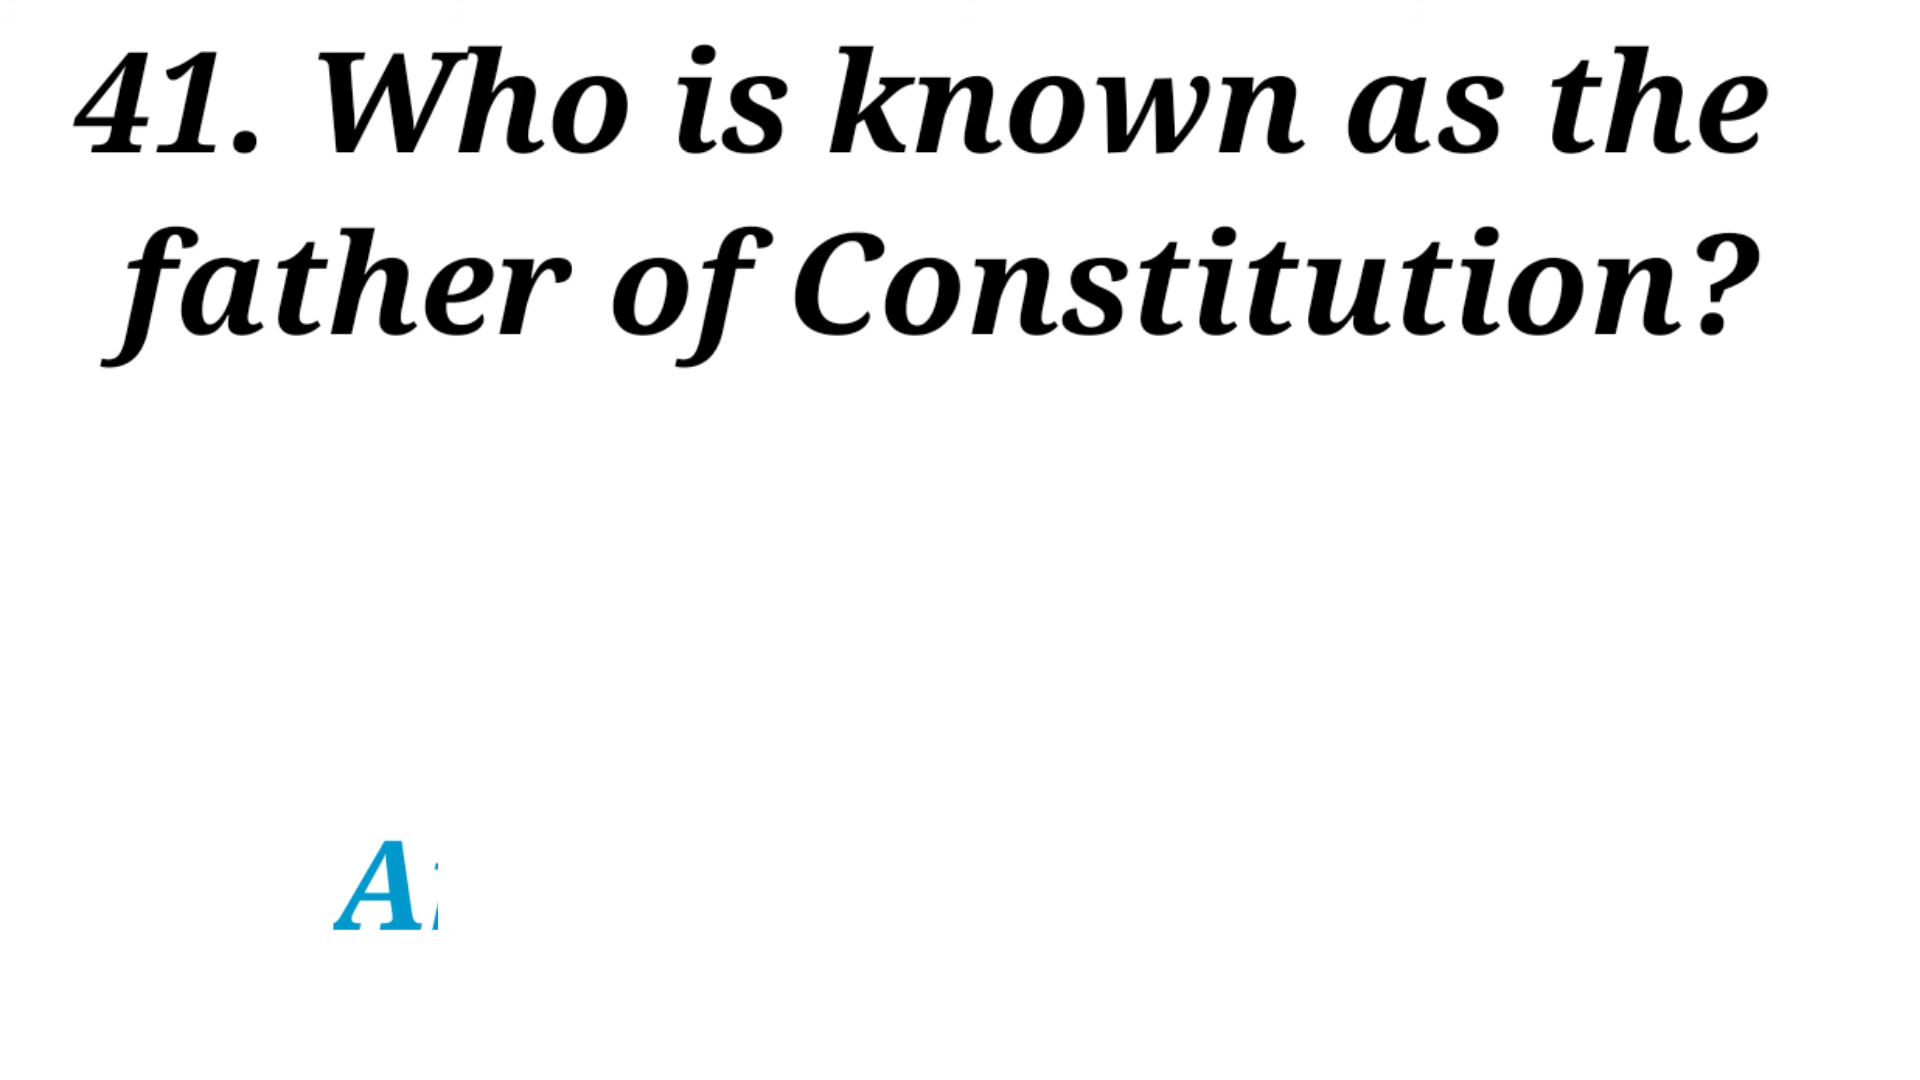 41. Who is known as the
father of Constitution?
A